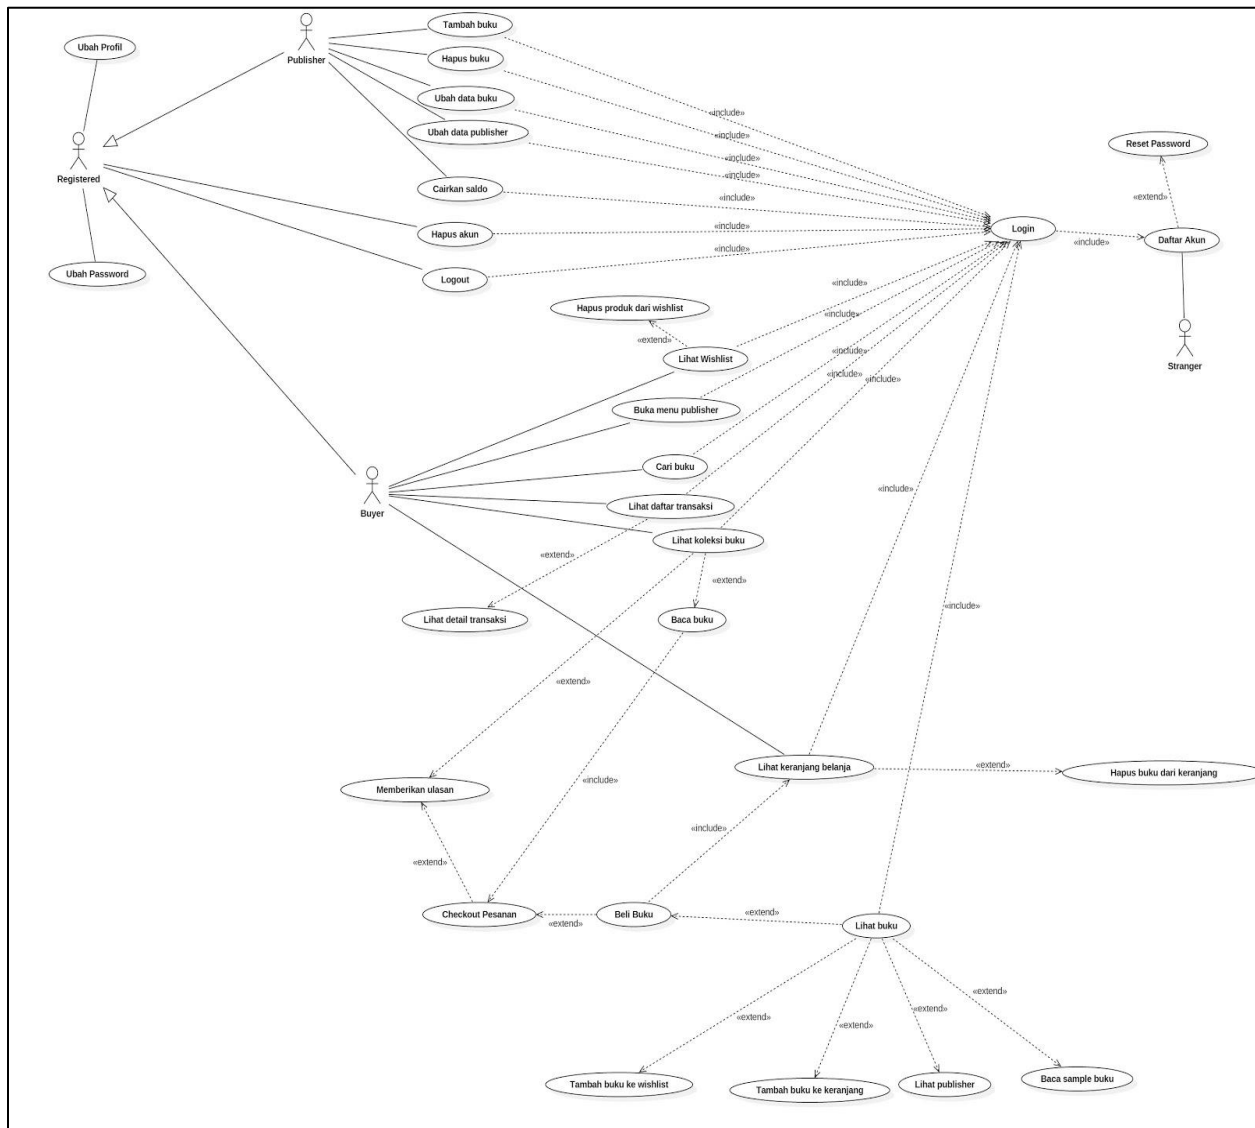 Tambah buku
Ubah Profil
Hapus buku
Publisher
Ubah data buku
«include»
Ubah data publisher
«include»
Reset Password
«include»
Registered
«include»
Cairkan saldo
«include»
«extend»
Hapus akun
«include»
Login
«include»
Daftar Akun
Ubah Password
Logout
«include»
«include»
Hapus produk dari wishlist
«include»
«extend»
Lihat Wishlist
«include»
Stranger
«include»
«include»
Buka menu publisher
Cari buku
«include»
Buyer
Lihat daftar transaksi
Lihat koleksi buku
«extend»
«extend»
«include»
Lihat detail transaksi
Baca buku
«extend»
Lihat keranjang belanja
«extend»
Hapus buku dari keranjang
«include»
Memberikan ulasan
«include»
«extend»
Checkout Pesanan
«extend»
Beli Buku
«extend»
Lihat buku
«extend»
«extend»
«extend»
«extend»
Tambah buku ke wishlist
Tambah buku ke keranjang
Lihat publisher
Baca sample buku